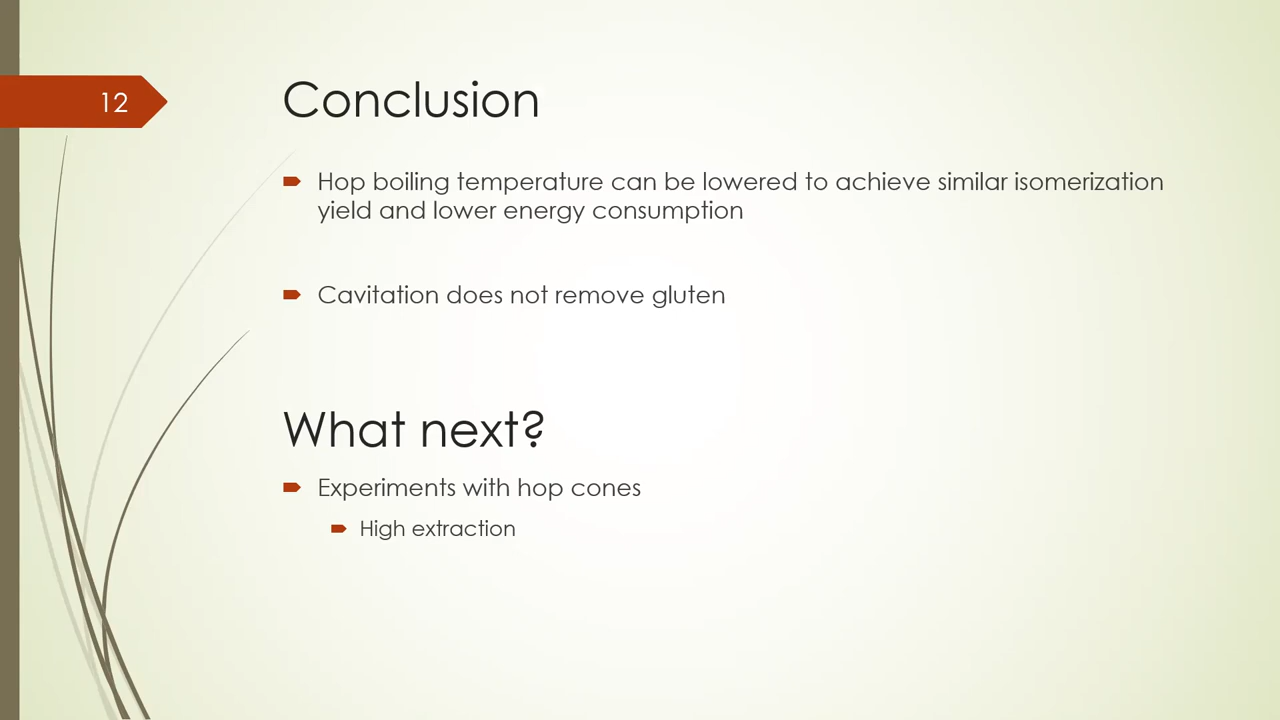 12
Conclusion
Hop boiling temperature can be lowered to achieve similar isomerization
yield and lower energy consumption
Cavitation does not remove gluten
What next?
Experiments with hop cones
High extraction